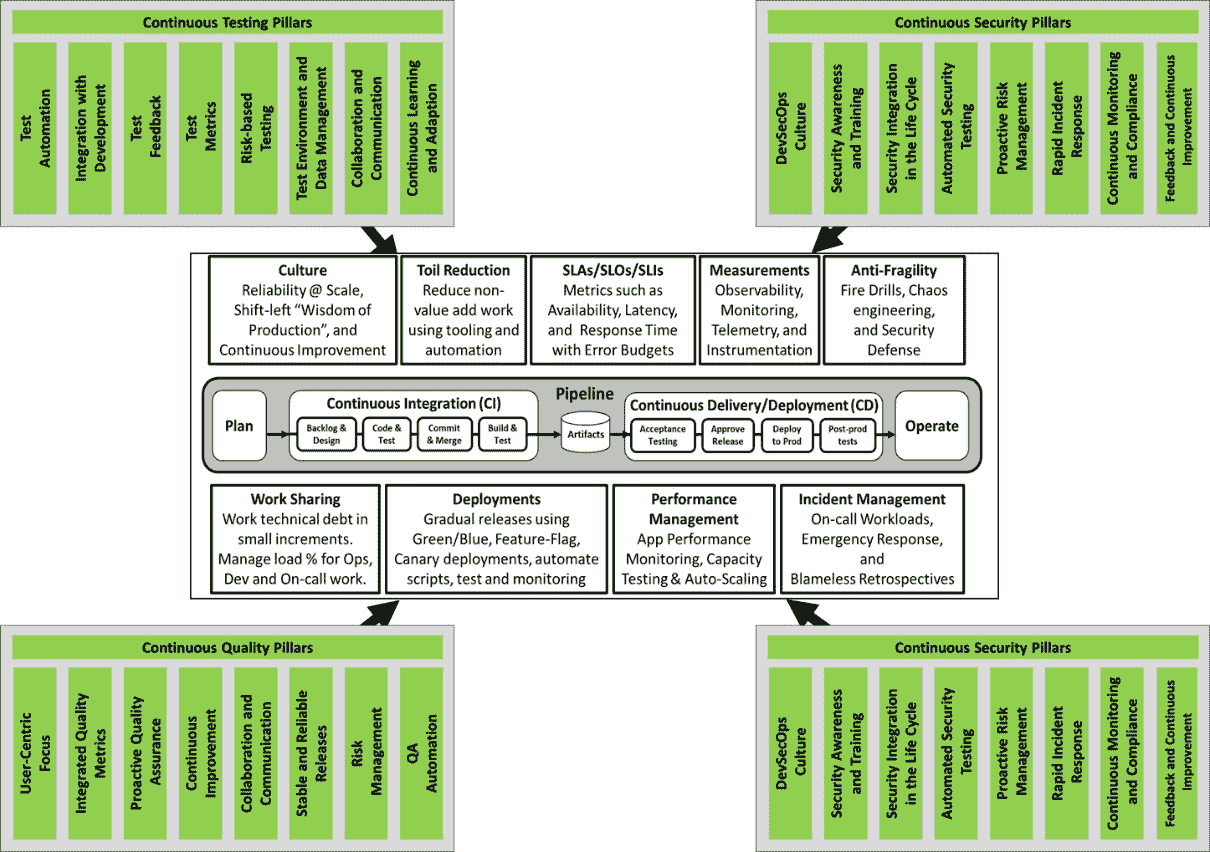 Continuous Testing Pillars
Test
Automation
Integration with
Development
Test
Feedback
Test
Metrics
Risk-based
Testing
Test Environment and
Data Management
Collaboration and
Communication
Continuous Learning
and Adaption
Continuous Security Pillars
DevSecOps
Culture
Security Awareness
and Training
Security Integration
in the Life Cycle
Automated Security
Testing
Proactive Risk
Management
Rapid Incident
Response
Continuous Monitoring
and Compliance
Feedback and Continuous
Improvement
Culture
Reliability @ Scale,
Shift-left “Wisdom of
Production”, and
Continuous Improvement
Toil Reduction
Reduce non-
value add work
using tooling and
automation
SLAs/SLOs/SLIs
Metrics such as
Availability, Latency,
and Response Time
with Error Budgets
Measurements
Observability,
Monitoring,
Telemetry, and
Instrumentation
Anti-Fragility
Fire Drills, Chaos
engineering,
and Security
Defense
Pipeline
Plan
Continuous Integration (CI)
Backlog &
Design
Code &
Test
Commit
& Merge
Build &
Test
Artifacts
Continuous Delivery/Deployment (CD)
Acceptance
Testing
Approve
Release
Deploy
to Prod
Post-prod
tests
Operate
Work Sharing
Work technical debt in
small increments.
Manage load % for Ops,
Dev and On-call work.
Deployments
Gradual releases using
Green/Blue, Feature-Flag,
Canary deployments, automate
scripts, test and monitoring
Performance
Management
App Performance
Monitoring, Capacity
Testing & Auto-Scaling
Incident Management
On-call Workloads,
Emergency Response,
and
Blameless Retrospectives
Continuous Quality Pillars
User-Centric
Focus
Integrated Quality
Metrics
Proactive Quality
Assurance
Continuous
Improvement
Collaboration and
Communication
Stable and Reliable
Releases
Risk
Management
QA
Automation
Continuous Security Pillars
DevSecOps
Culture
Security Awareness
and Training
Security Integration
in the Life Cycle
Automated Security
Testing
Proactive Risk
Management
Rapid Incident
Response
Continuous Monitoring
and Compliance
Feedback and Continuous
Improvement